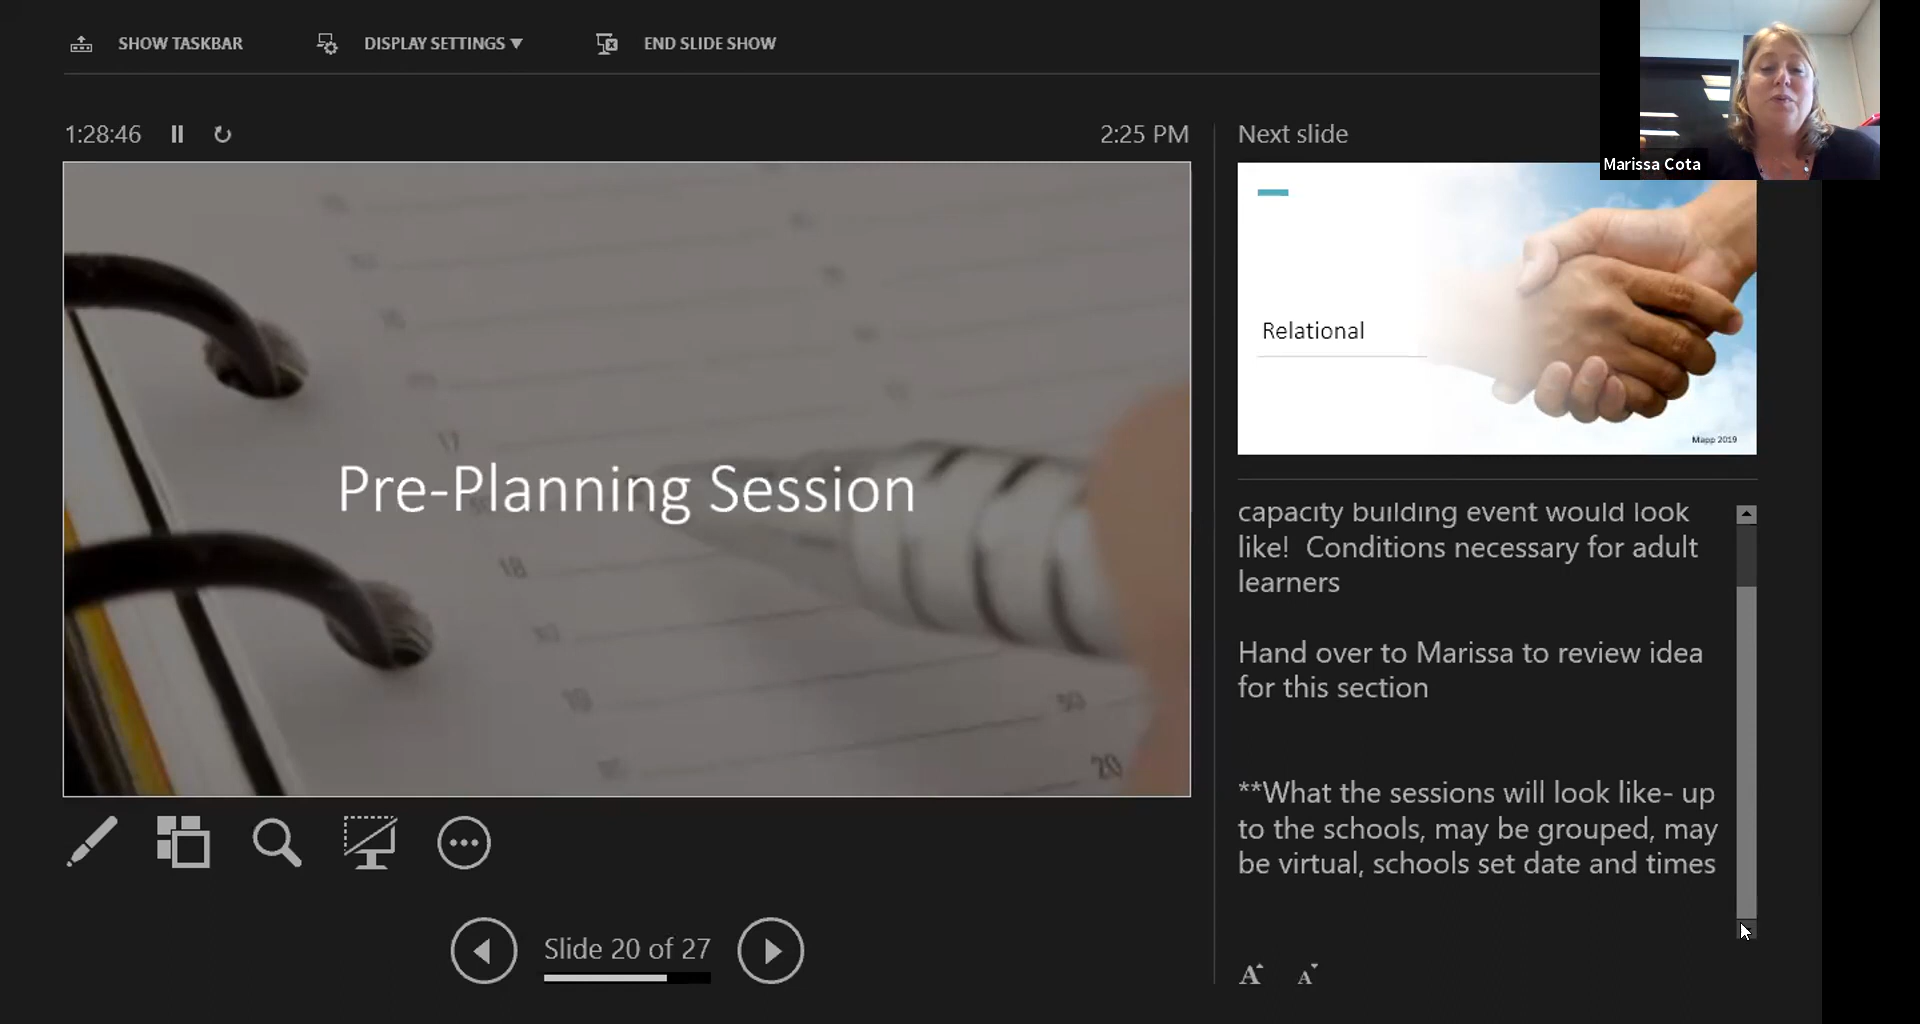 SHOW TASKBAR
DISPLAY SETTINGS ▼
END SLIDE SHOW
Marissa Cota
1:28:46
2:25 PM
Next slide
17
18
20
Pre-Planning Session
Relational
Mapp 2019
capacity building event would look
like!  Conditions necessary for adult
learners
Hand over to Marissa to review idea
for this section
**What the sessions will look like- up
to the schools, may be grouped, may
be virtual, schools set date and times
Slide 20 of 27
A
A